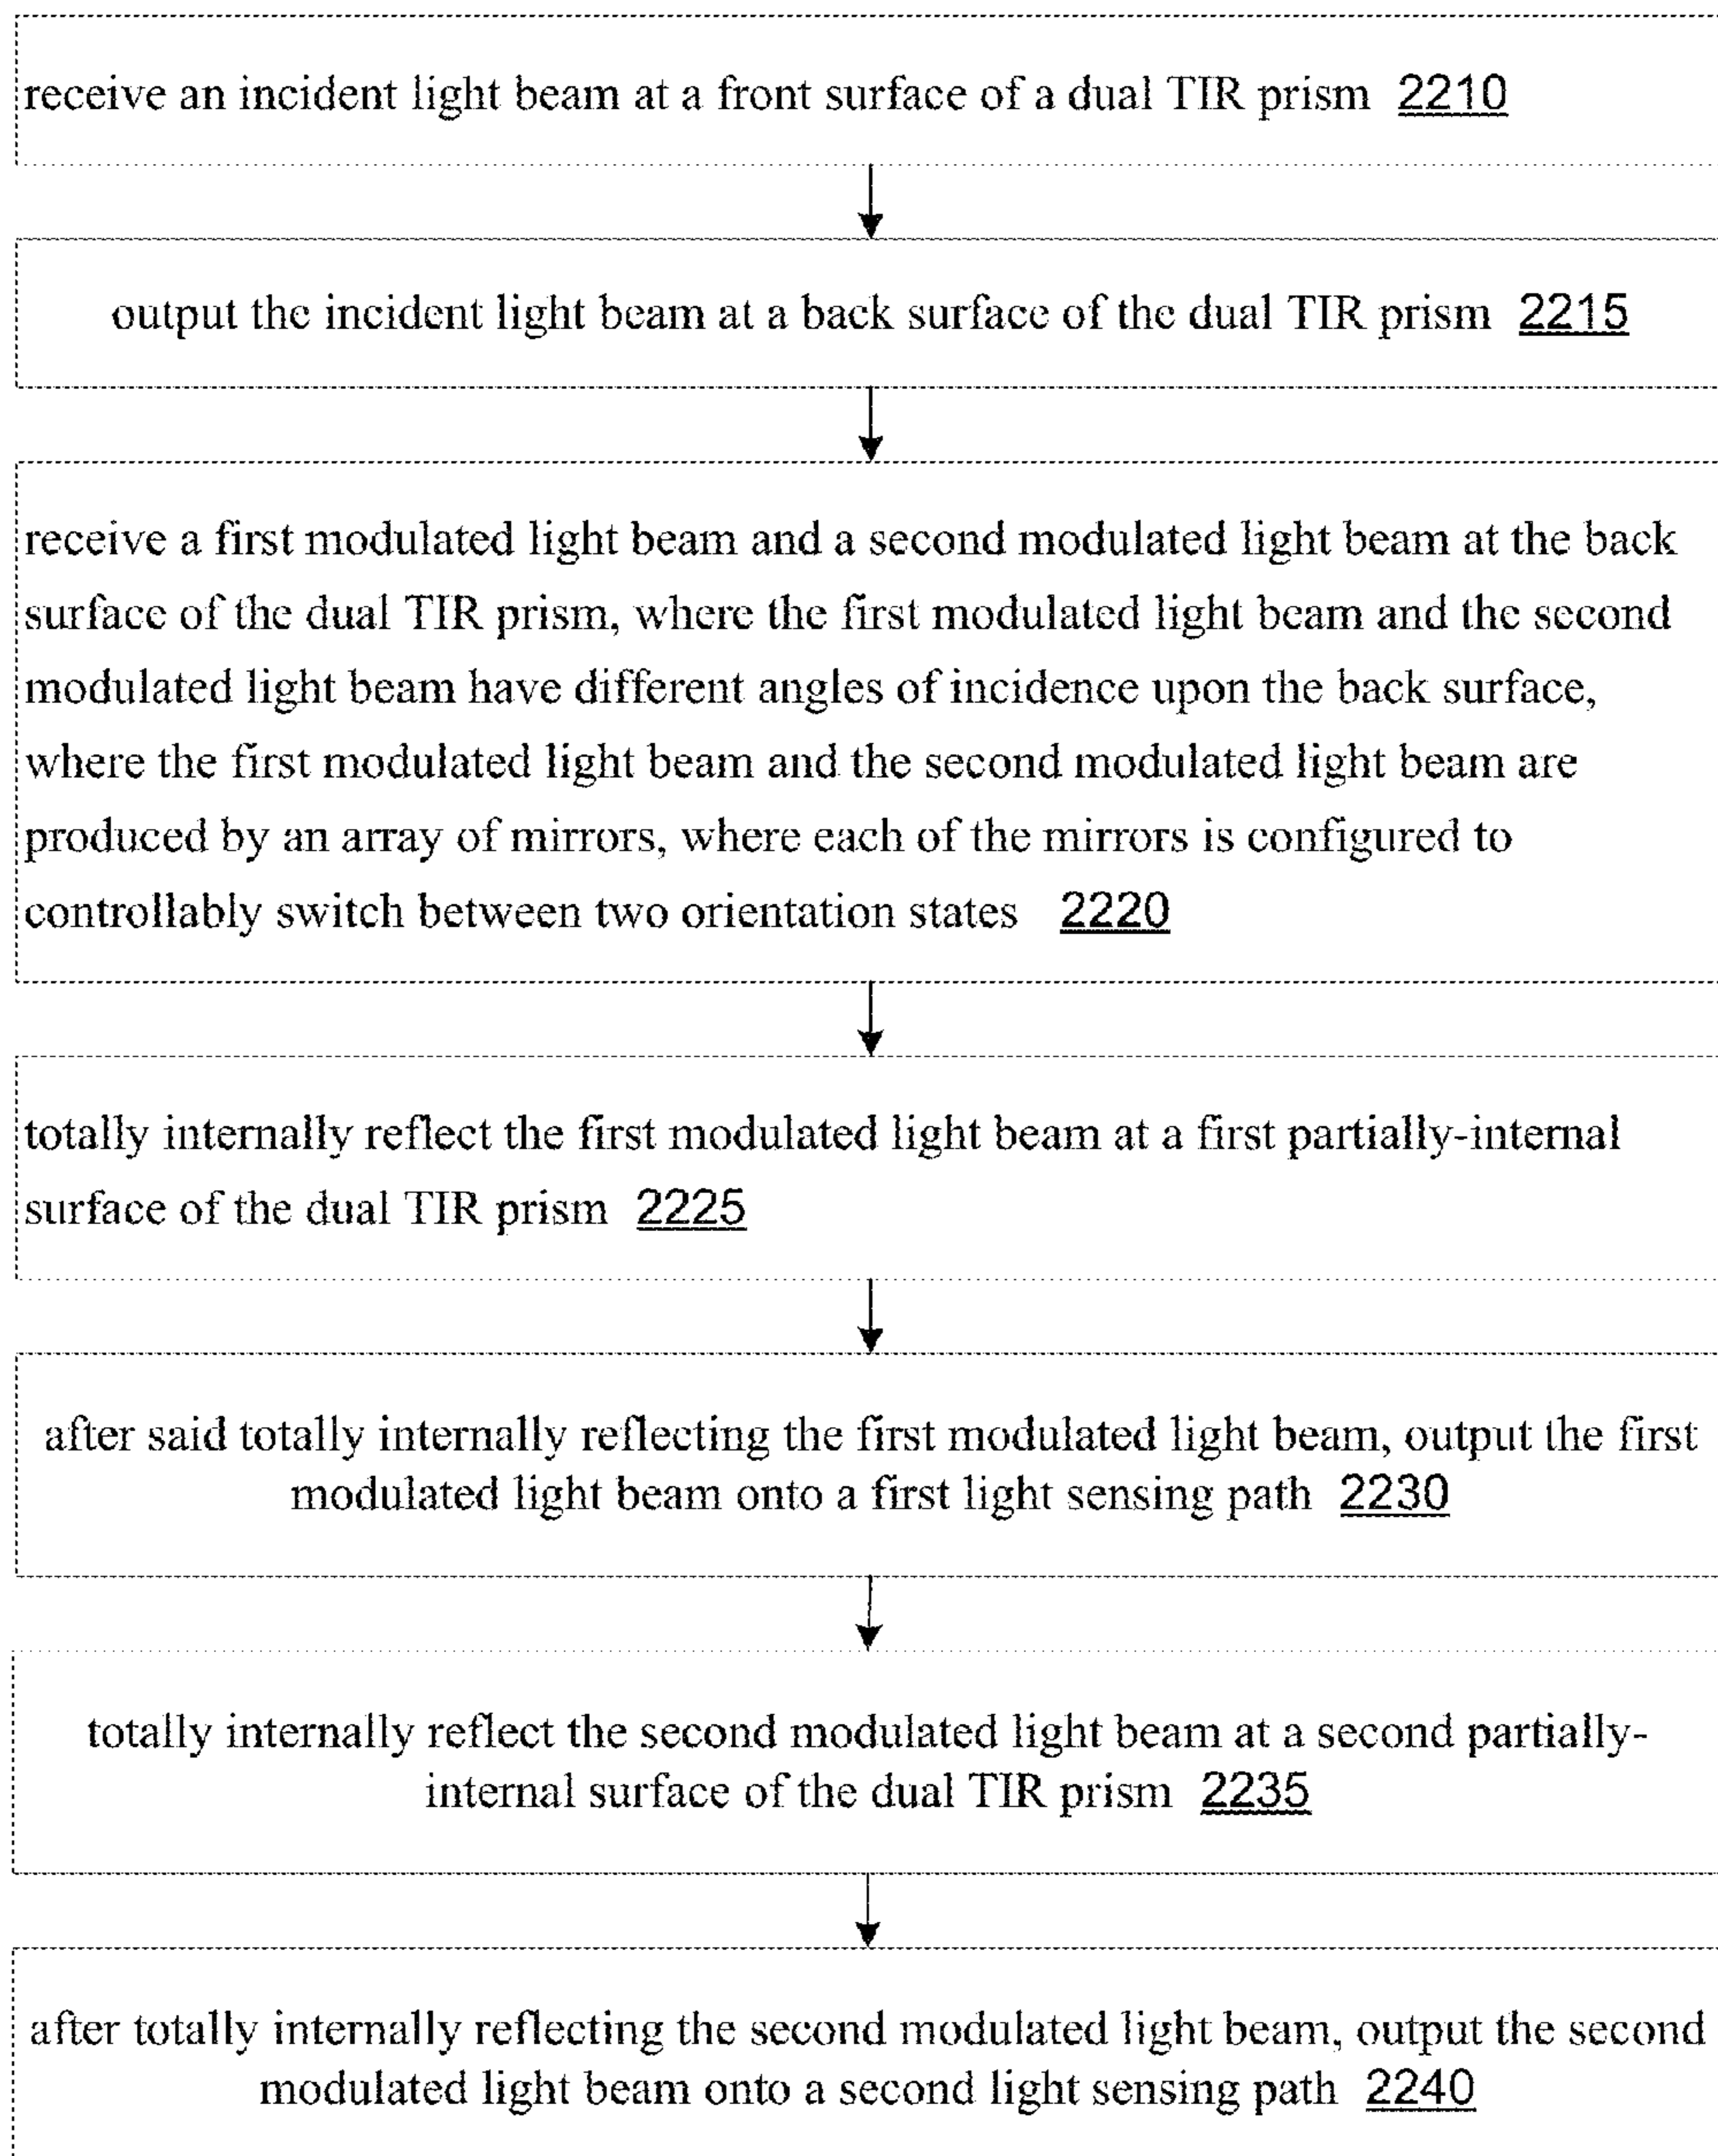 receive an incident light beam at a front surface of a dual TIR prism 2210
output the incident light beam at a back surface of the dual TIR prism 2215
receive a first modulated light beam and a second modulated light beam at the back
surface of the dual TIR prism, where the first modulated light beam and the second
modulated light beam have different angles of incidence upon the back surface,
where the first modulated light beam and the second modulated light beam are
produced by an array of mirrors, where each of the mirrors is configured to
controllably switch between two orientation states 2220
totally internally reflect the first modulated light beam at a first partially-internal
surface of the dual TIR prism 2225
after said totally internally reflecting the first modulated light beam, output the first
modulated light beam onto a first light sensing path 2230
totally internally reflect the second modulated light beam at a second partially-
internal surface of the dual TIR prism 2235
after totally internally reflecting the second modulated light beam, output the second
modulated light beam onto a second light sensing path 2240